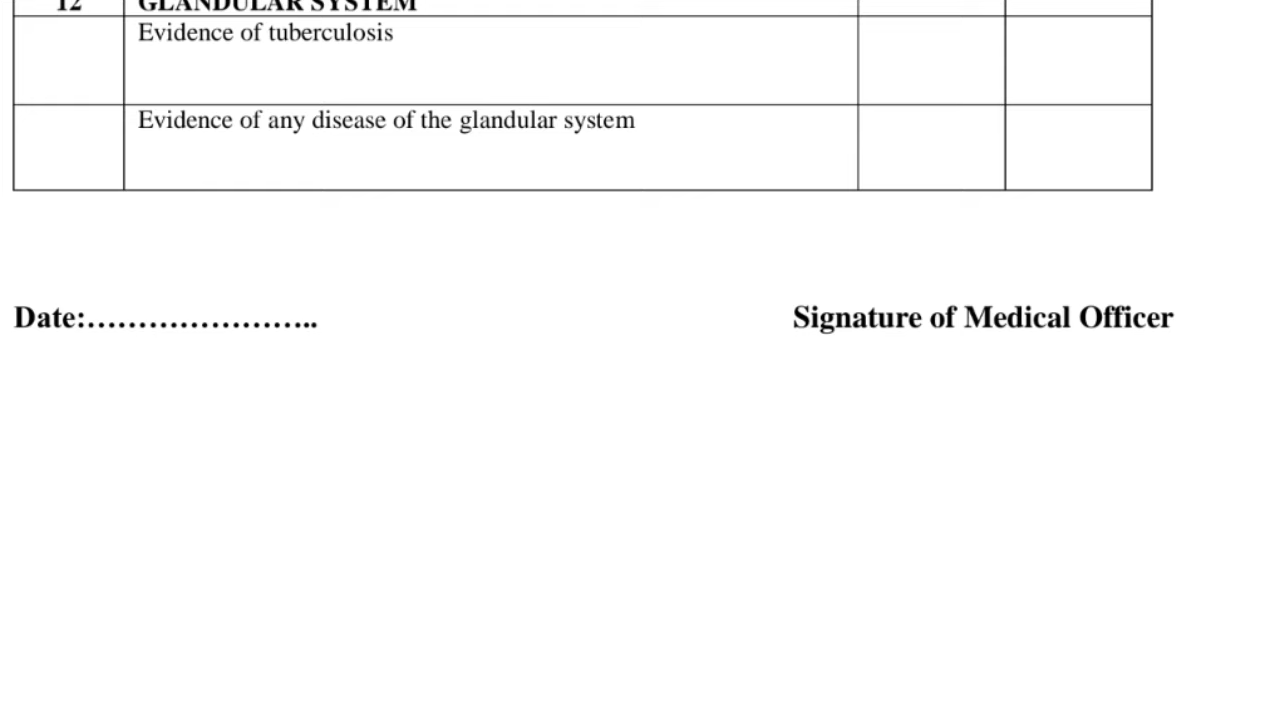 12 GLANDULAR SYSTEM
Evidence of tuberculosis
Evidence of any disease of the glandular system
Date:…………………..
Signature of Medical Officer